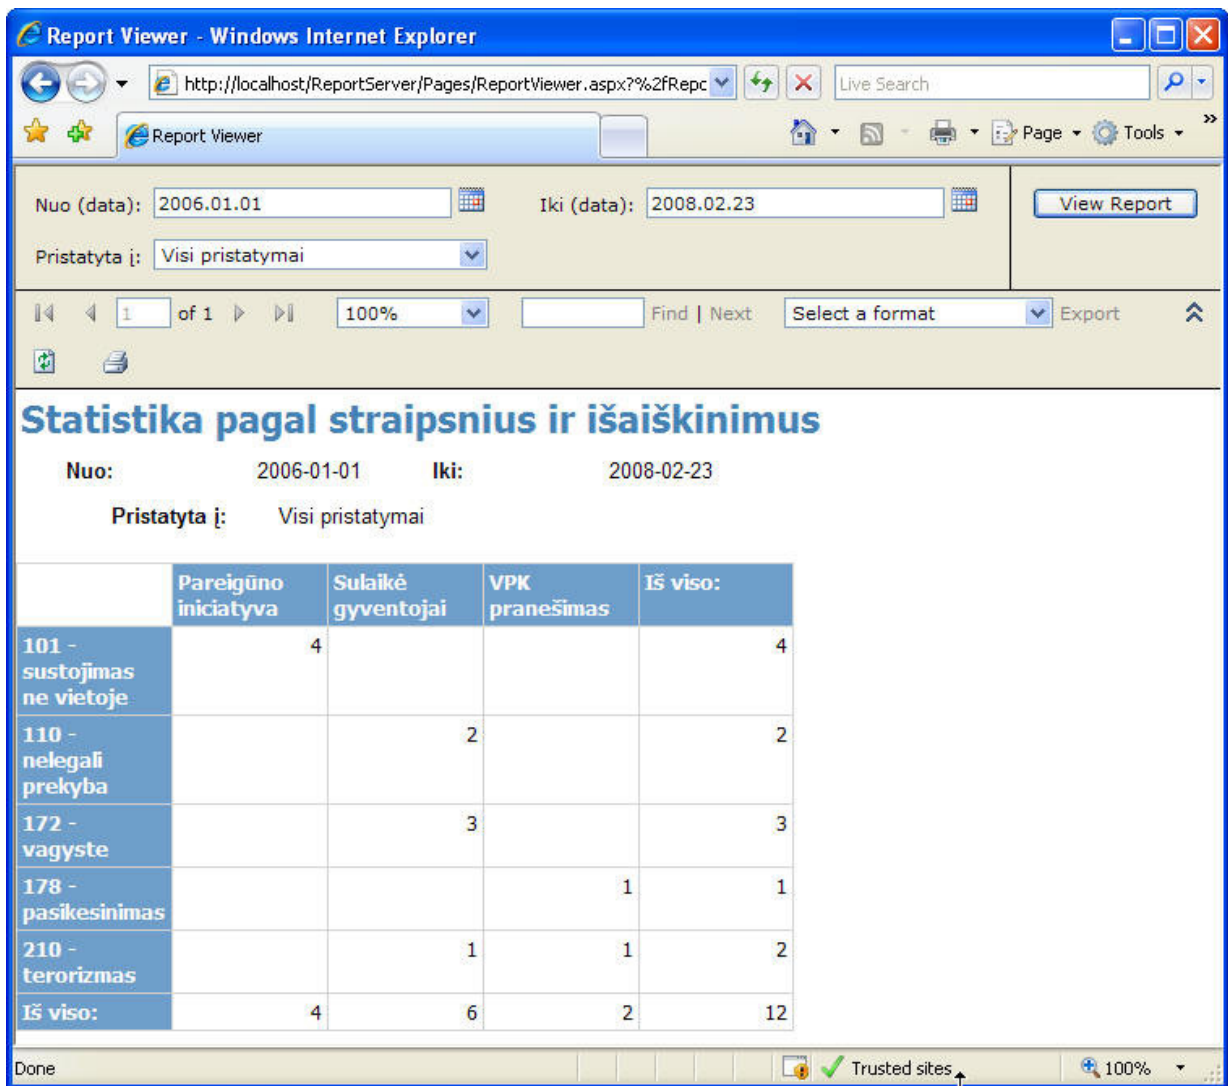 Report Viewer - Windows Internet Explorer
http://localhost/ReportServer/Pages/ReportViewer.aspx?%2fRepc
Live Search
Report Viewer
Page
Tools
»
Nuo (data): 2006.01.01
Iki (data): 2008.02.23
View Report
Pristatyta į: Visi pristatymai
1 of 1
100%
Find | Next
Select a format
Export
Statistika pagal straipsnius ir išaiškinimus
Nuo: 2006-01-01 Iki: 2008-02-23
Pristatyta į: Visi pristatymai
Pareigūno
iniciatyva
Sulaikė
gyventojai
VPK
pranešimas
Iš viso:
101 -
sustojimas
ne vietoje
4 4
110 -
nelegali
prekyba
2 2
172 -
vagyste
3 3
178 -
pasikesinimas
1 1
210 -
terorizmas
1 1 2
Iš viso: 4 6 2 12
Done
Trusted sites
100%